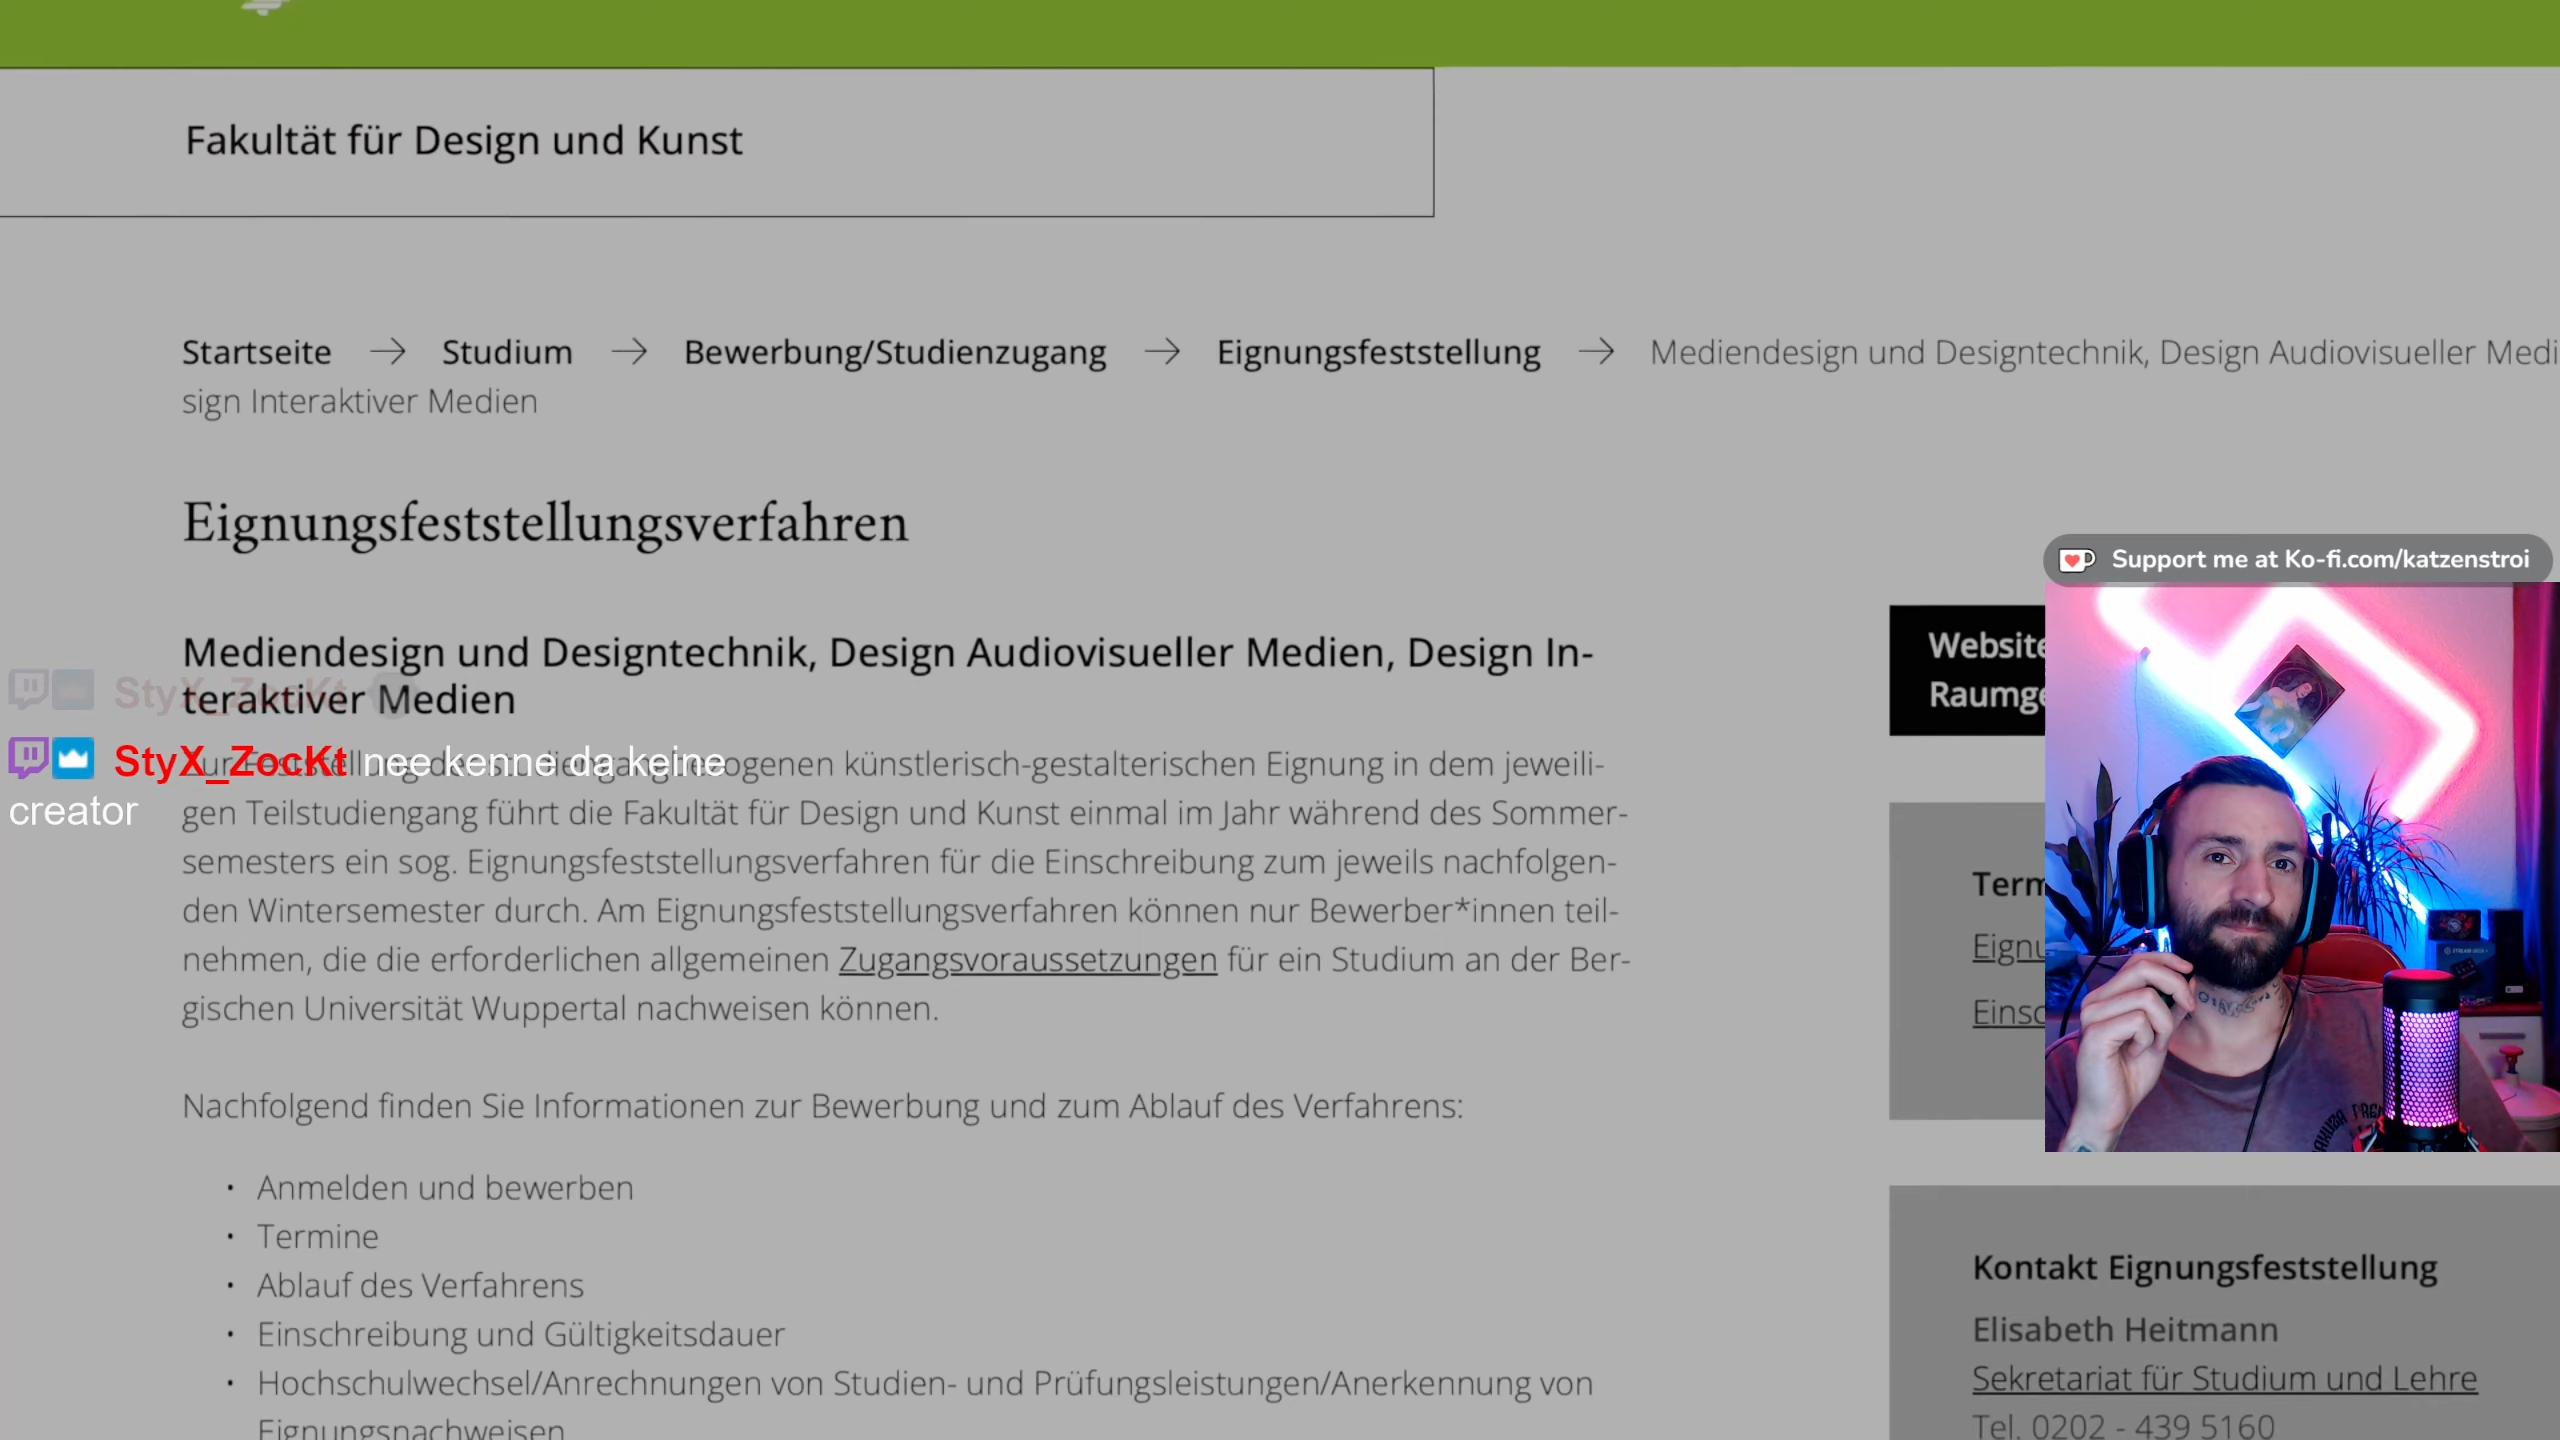 Fakultät für Design und Kunst
Startseite → Studium → Bewerbung/Studienzugang → Eignungsfeststellung → Mediendesign und Designtechnik, Design Audiovisueller Medi
sign Interaktiver Medien
Eignungsfeststellungsverfahren
Support me at Ko-fi.com/katzenstroi
Mediendesign und Designtechnik, Design Audiovisueller Medien, Design In-
teraktiver Medien
Website
Raumge
StyX_ZocKt
StyX_ZocKt nee kenne da keine
creator
Zur Feststellung der studiengangbezogenen künstlerisch-gestalterischen Eignung in dem jeweili-
gen Teilstudiengang führt die Fakultät für Design und Kunst einmal im Jahr während des Sommer-
semesters ein sog. Eignungsfeststellungsverfahren für die Einschreibung zum jeweils nachfolgen-
den Wintersemester durch. Am Eignungsfeststellungsverfahren können nur Bewerber*innen teil-
nehmen, die die erforderlichen allgemeinen Zugangsvoraussetzungen für ein Studium an der Ber-
gischen Universität Wuppertal nachweisen können.
Term
Eignu
Einsc
Nachfolgend finden Sie Informationen zur Bewerbung und zum Ablauf des Verfahrens:
• Anmelden und bewerben
• Termine
• Ablauf des Verfahrens
• Einschreibung und Gültigkeitsdauer
• Hochschulwechsel/Anrechnungen von Studien- und Prüfungsleistungen/Anerkennung von
Eignungsnachweisen
Kontakt Eignungsfeststellung
Elisabeth Heitmann
Sekretariat für Studium und Lehre
Tel. 0202 - 439 5160